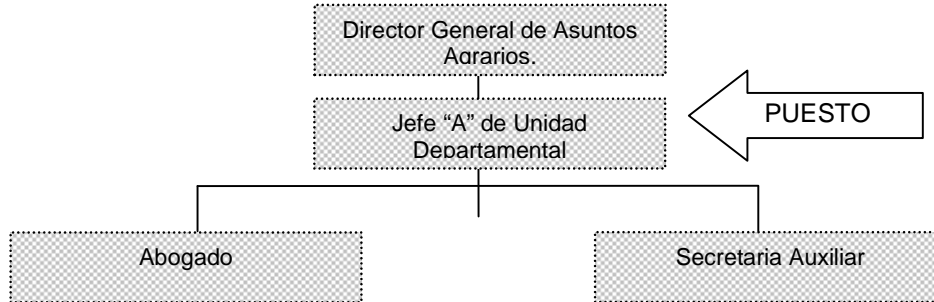 Director General de Asuntos
Agrarios.
Jefe “A” de Unidad
Departamental
PUESTO
Abogado
Secretaria Auxiliar